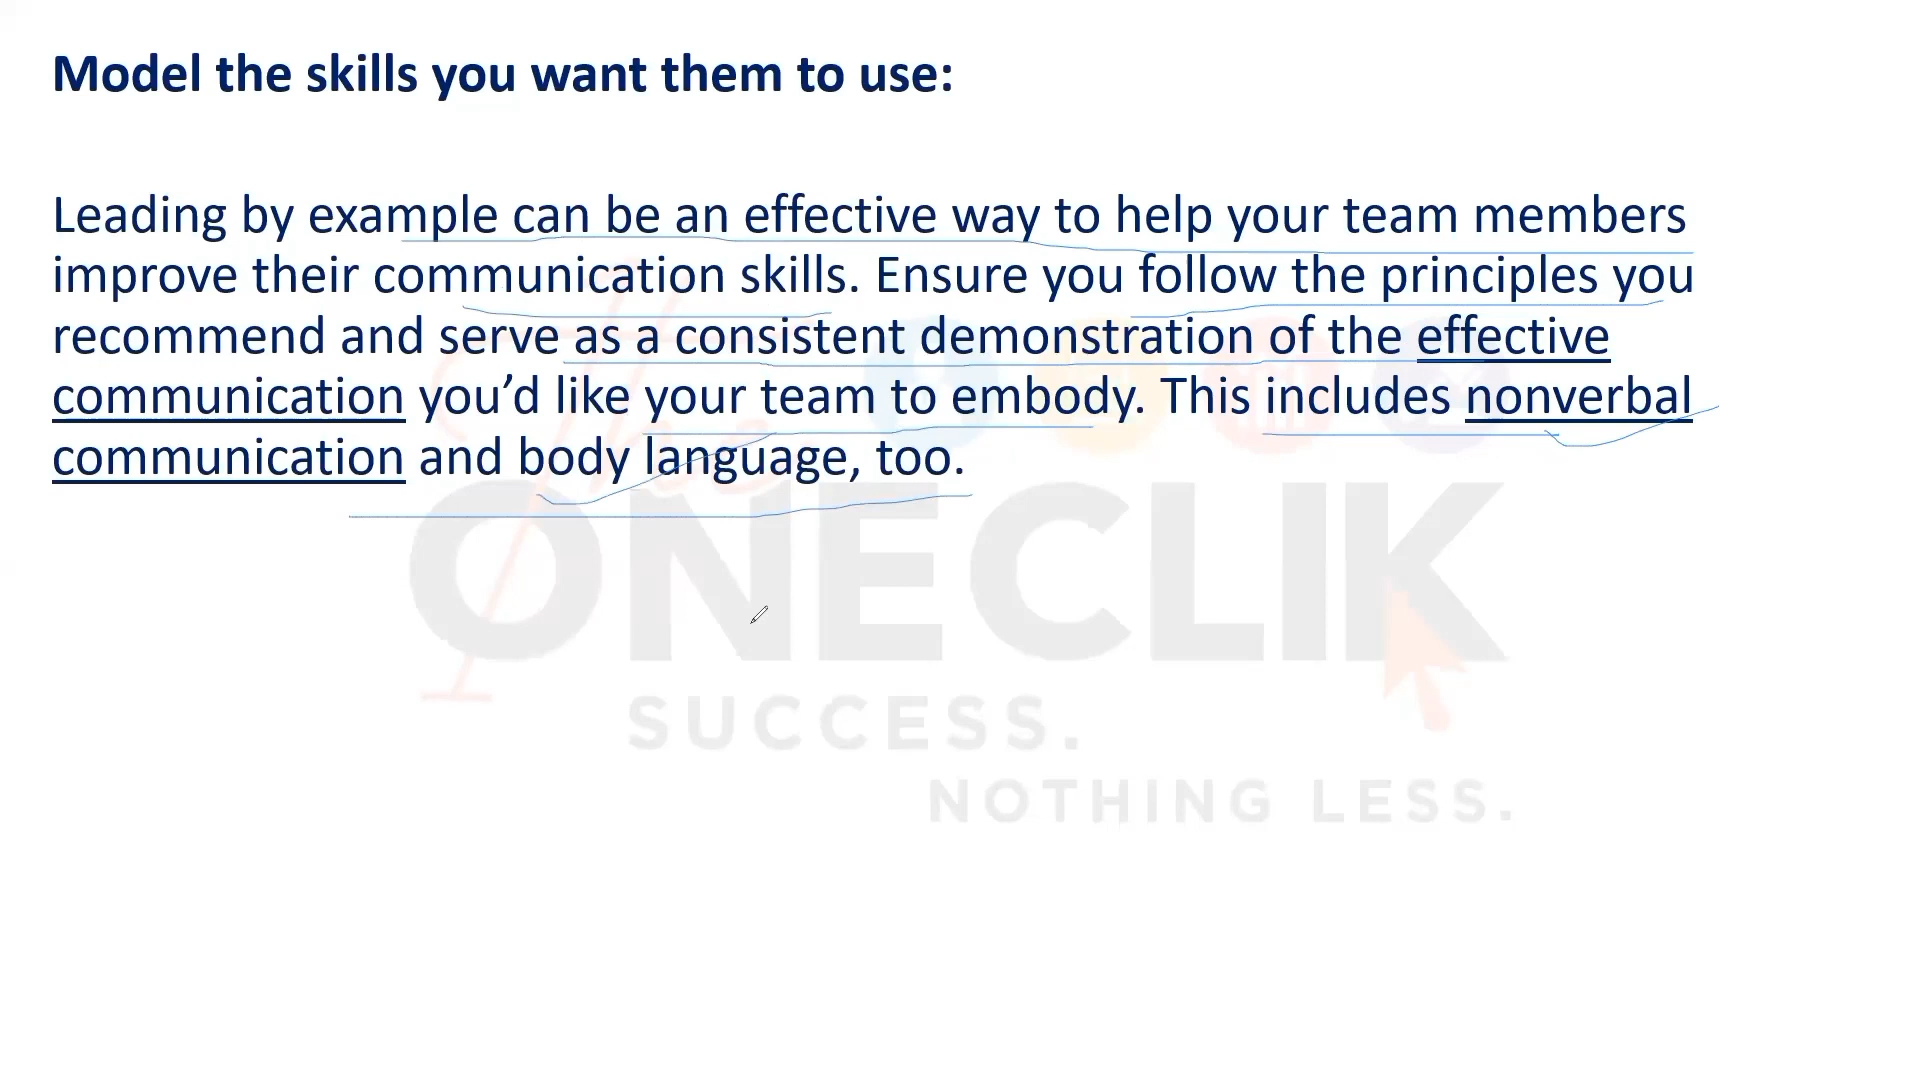 Model the skills you want them to use:
Leading by example can be an effective way to help your team members
improve their communication skills. Ensure you follow the principles you
recommend and serve as a consistent demonstration of the effective
communication you’d like your team to embody. This includes nonverbal
communication and body language, too.
The
ONECLIK
SUCCESS.
NOTHING LESS.